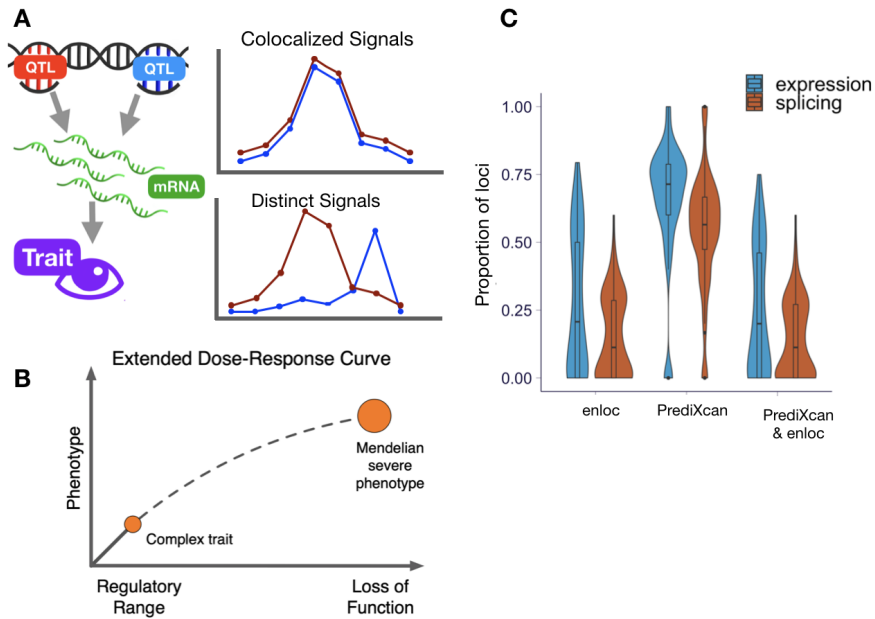 A
QTL
QTL
mRNA
Trait
Colocalized Signals
Distinct Signals
B
Extended Dose-Response Curve
Phenotype
Mendelian
severe
phenotype
Complex trait
Regulatory
Range
Loss of
Function
C
expression
splicing
Proportion of loci
1.00
0.75
0.50
0.25
0.00
enloc
PrediXcan
PrediXcan
& enloc